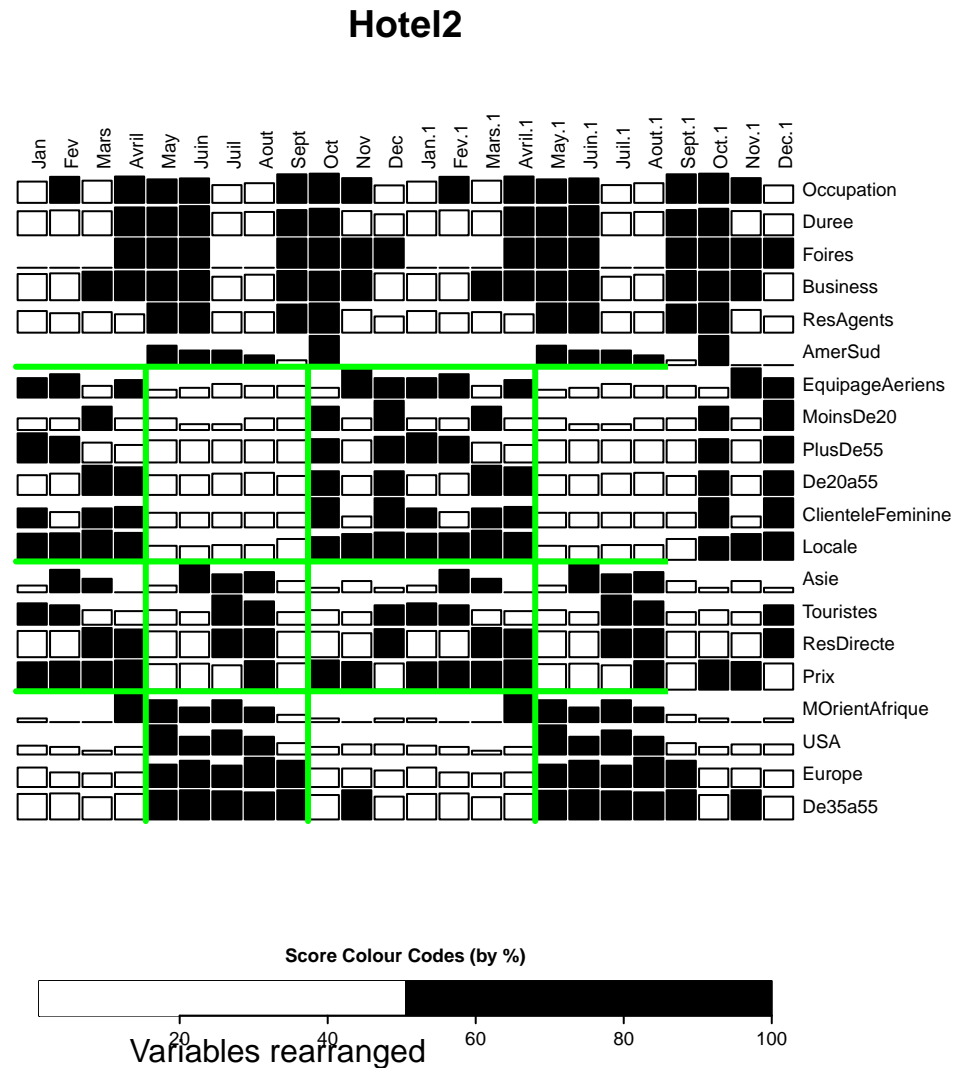 Hotel2
Jan Fev Mars Avril May Juin Juil Aout Sept Oct Nov Dec Jan.1 Fev.1 Mars.1 Avril.1 May.1 Juin.1 Juil.1 Aout.1 Sept.1 Oct.1 Nov.1 Dec.1
Occupation
Duree
Foires
Business
ResAgents
AmerSud
EquipageAeriens
MoinsDe20
PlusDe55
De20a55
ClienteleFeminine
Locale
Asie
Touristes
ResDirecte
Prix
MOrientAfrique
USA
Europe
De35a55
Score Colour Codes (by %)
20 40 60 80 100
Variables rearranged